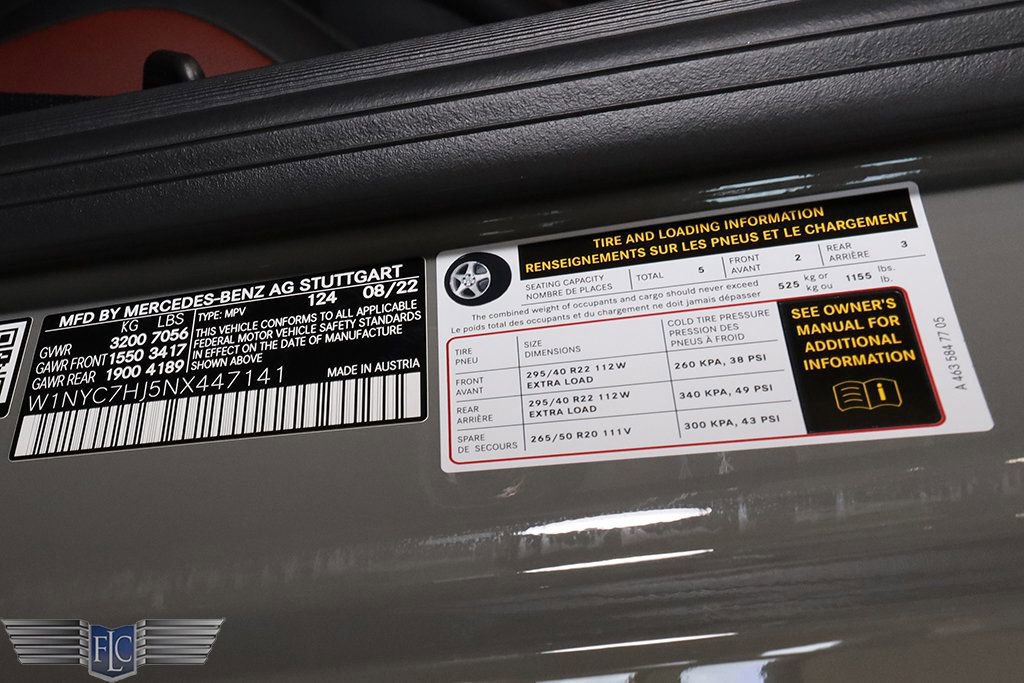 MFD BY MERCEDES-BENZ AG STUTTGART
124 08/22
KG LBS
GVWR 3200 7056
GAWR FRONT 1550 3417
GAWR REAR 1900 4189
TYPE: MPV
THIS VEHICLE CONFORMS TO ALL APPLICABLE
FEDERAL MOTOR VEHICLE SAFETY STANDARDS
IN EFFECT ON THE DATE OF MANUFACTURE
SHOWN ABOVE
W1NYC7HJ5NX447141
MADE IN AUSTRIA
TIRE AND LOADING INFORMATION
RENSEIGNEMENTS SUR LES PNEUS ET LE CHARGEMENT
SEATING CAPACITY
NOMBRE DE PLACES
TOTAL 5
FRONT
AVANT
2
REAR
ARRIÈRE
3
The combined weight of occupants and cargo should never exceed
Le poids total des occupants et du chargement ne doit jamais dépasser
525 kg or
kg ou
1155 lbs.
lb.
TIRE
PNEU
SIZE
DIMENSIONS
COLD TIRE PRESSURE
PRESSION DES
PNEUS À FROID
FRONT
AVANT
295/40 R22 112W
EXTRA LOAD
260 KPA, 38 PSI
REAR
ARRIÈRE
295/40 R22 112W
EXTRA LOAD
340 KPA, 49 PSI
SPARE
DE SECOURS
265/50 R20 111V
300 KPA, 43 PSI
SEE OWNER'S
MANUAL FOR
ADDITIONAL
INFORMATION
i
A 463 584 77 05
FLC